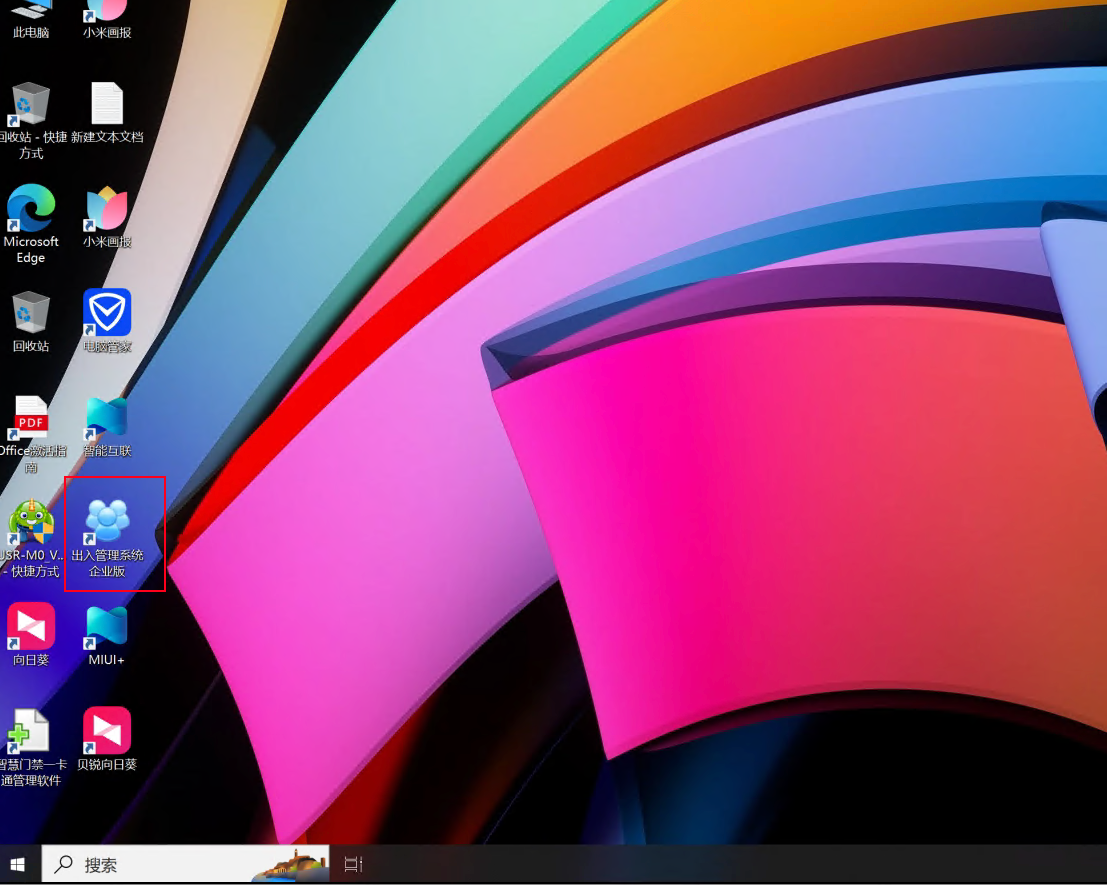 此电脑
小米画报
回收站 - 快捷
方式
新建文本文档
Microsoft
Edge
小米画报
回收站
电脑管家
PDF
Office激活指
南
智能互联
USR-M0_V...
- 快捷方式
出入管理系统
企业版
向日葵
MIUI+
智慧门禁一卡
通管理软件
贝锐向日葵
搜索